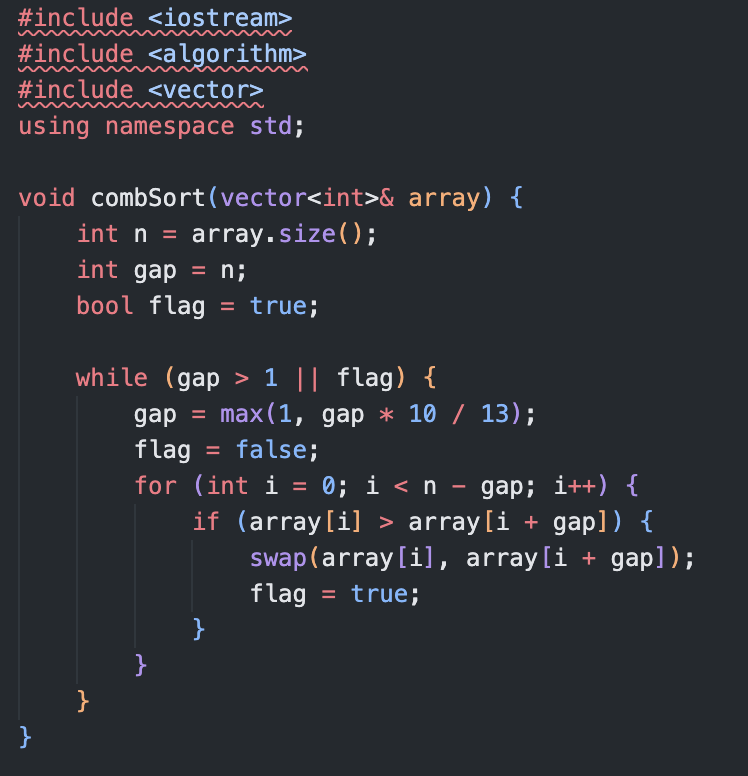 #include <iostream>
#include <algorithm>
#include <vector>
using namespace std;

void combSort(vector<int>& array) {
    int n = array.size();
    int gap = n;
    bool flag = true;

    while (gap > 1 || flag) {
        gap = max(1, gap * 10 / 13);
        flag = false;
        for (int i = 0; i < n - gap; i++) {
            if (array[i] > array[i + gap]) {
                swap(array[i], array[i + gap]);
                flag = true;
            }
        }
    }
}